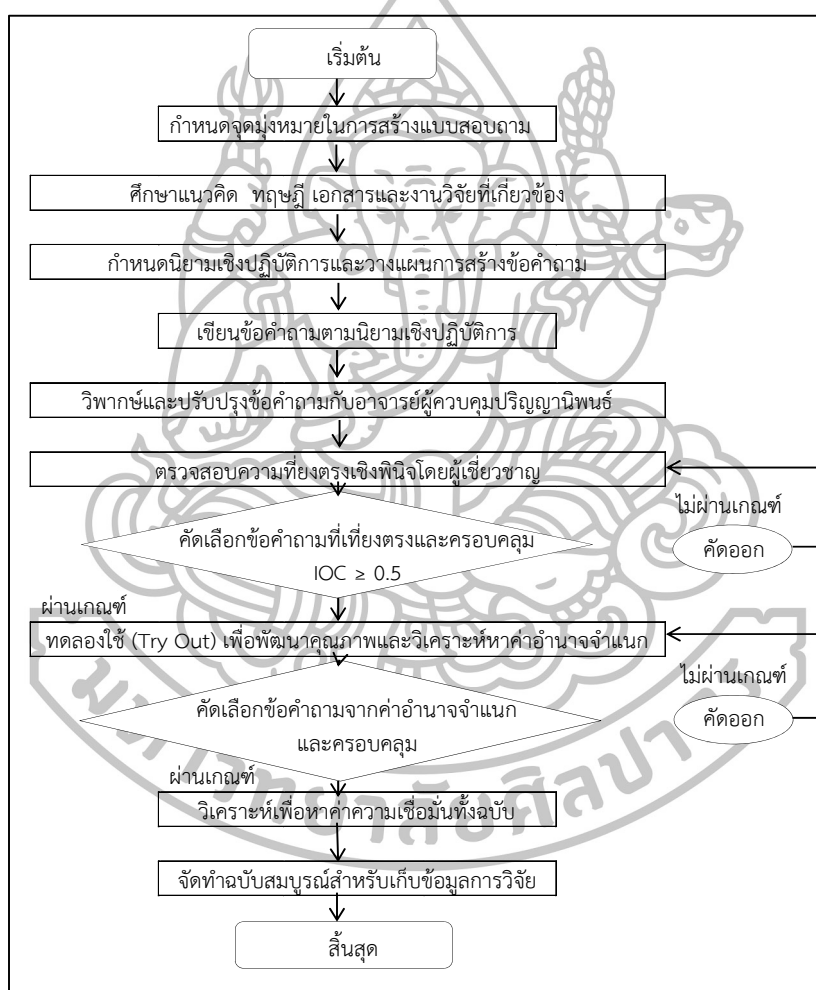 เริ่มต้น
กำหนดจุดมุ่งหมายในการสร้างแบบสอบถาม
ศึกษาแนวคิด ทฤษฎี เอกสารและงานวิจัยที่เกี่ยวข้อง
กำหนดนิยามเชิงปฏิบัติการและวางแผนการสร้างข้อคำถาม
เขียนข้อคำถามตามนิยามเชิงปฏิบัติการ
วิพากษ์และปรับปรุงข้อคำถามกับอาจารย์ผู้ควบคุมปริญญานิพนธ์
ตรวจสอบความที่ยงตรงเชิงพินิจโดยผู้เชี่ยวชาญ
ไม่ผ่านเกณฑ์
คัดเลือกข้อคำถามที่เที่ยงตรงและครอบคลุม
IOC ≥ 0.5
คัดออก
ผ่านเกณฑ์
ทดลองใช้ (Try Out) เพื่อพัฒนาคุณภาพและวิเคราะห์หาค่าอำนาจจำแนก
ไม่ผ่านเกณฑ์
คัดเลือกข้อคำถามจากค่าอำนาจจำแนก
และครอบคลุม
คัดออก
ผ่านเกณฑ์
วิเคราะห์เพื่อหาค่าความเชื่อมั่นทั้งฉบับ
จัดทำฉบับสมบูรณ์สำหรับเก็บข้อมูลการวิจัย
สิ้นสุด
มหาวิทยาลัยศิลปากร